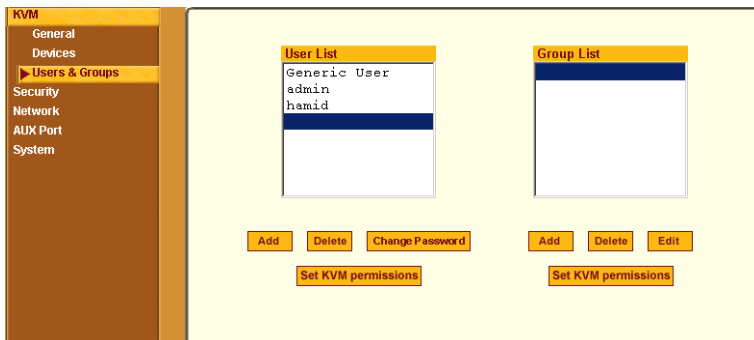 KVM
General
Devices
Users & Groups
Security
Network
AUX Port
System
User List
Generic User
admin
hamid
Add Delete Change Password
Set KVM permissions
Group List
Add Delete Edit
Set KVM permissions